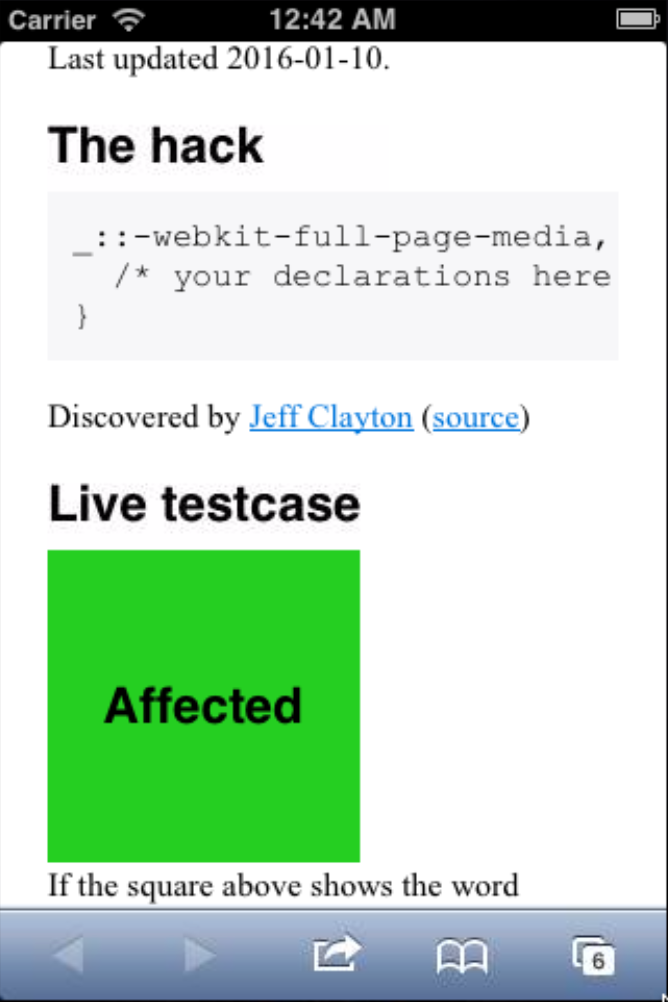 Carrier 12:42 AM
Last updated 2016-01-10.
The hack
_::-webkit-full-page-media,
/* your declarations here
}
Discovered by Jeff Clayton (source)
Live testcase
Affected
If the square above shows the word
6